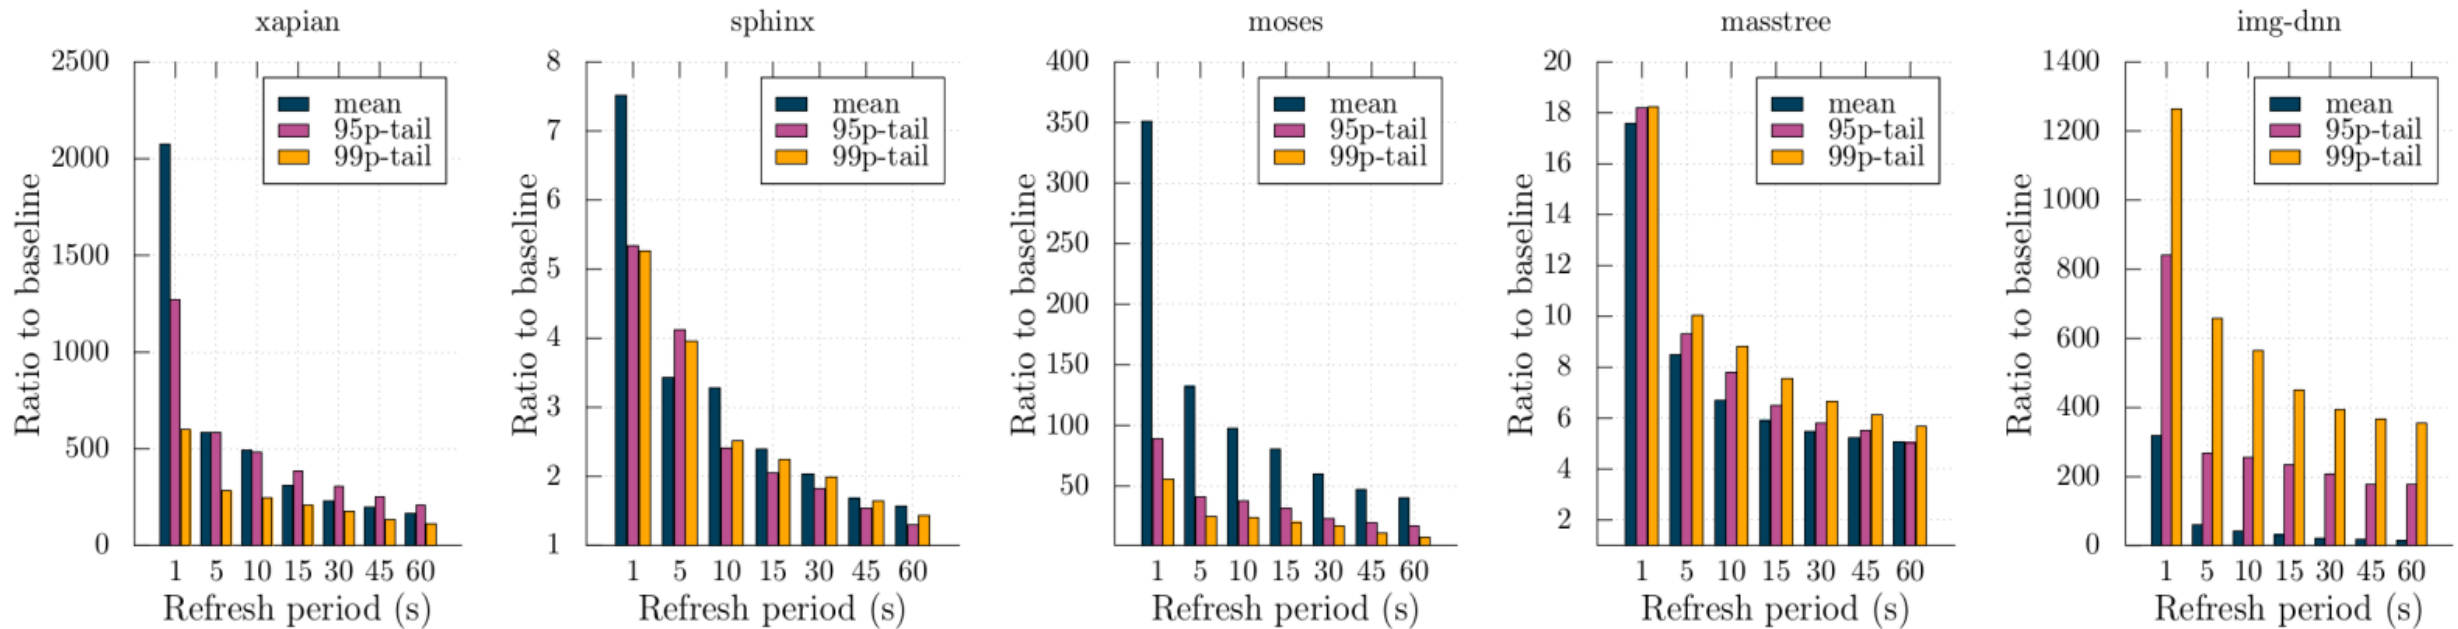 xapian
Ratio to baseline
2500
2000
1500
1000
500
0
mean
95p-tail
99p-tail
1 5 10 15 30 45 60
Refresh period (s)
sphinx
Ratio to baseline
8
7
6
5
4
3
2
1
mean
95p-tail
99p-tail
1 5 10 15 30 45 60
Refresh period (s)
moses
Ratio to baseline
400
350
300
250
200
150
100
50
mean
95p-tail
99p-tail
1 5 10 15 30 45 60
Refresh period (s)
masstree
Ratio to baseline
20
18
16
14
12
10
8
6
4
2
mean
95p-tail
99p-tail
1 5 10 15 30 45 60
Refresh period (s)
img-dnn
Ratio to baseline
1400
1200
1000
800
600
400
200
0
mean
95p-tail
99p-tail
1 5 10 15 30 45 60
Refresh period (s)